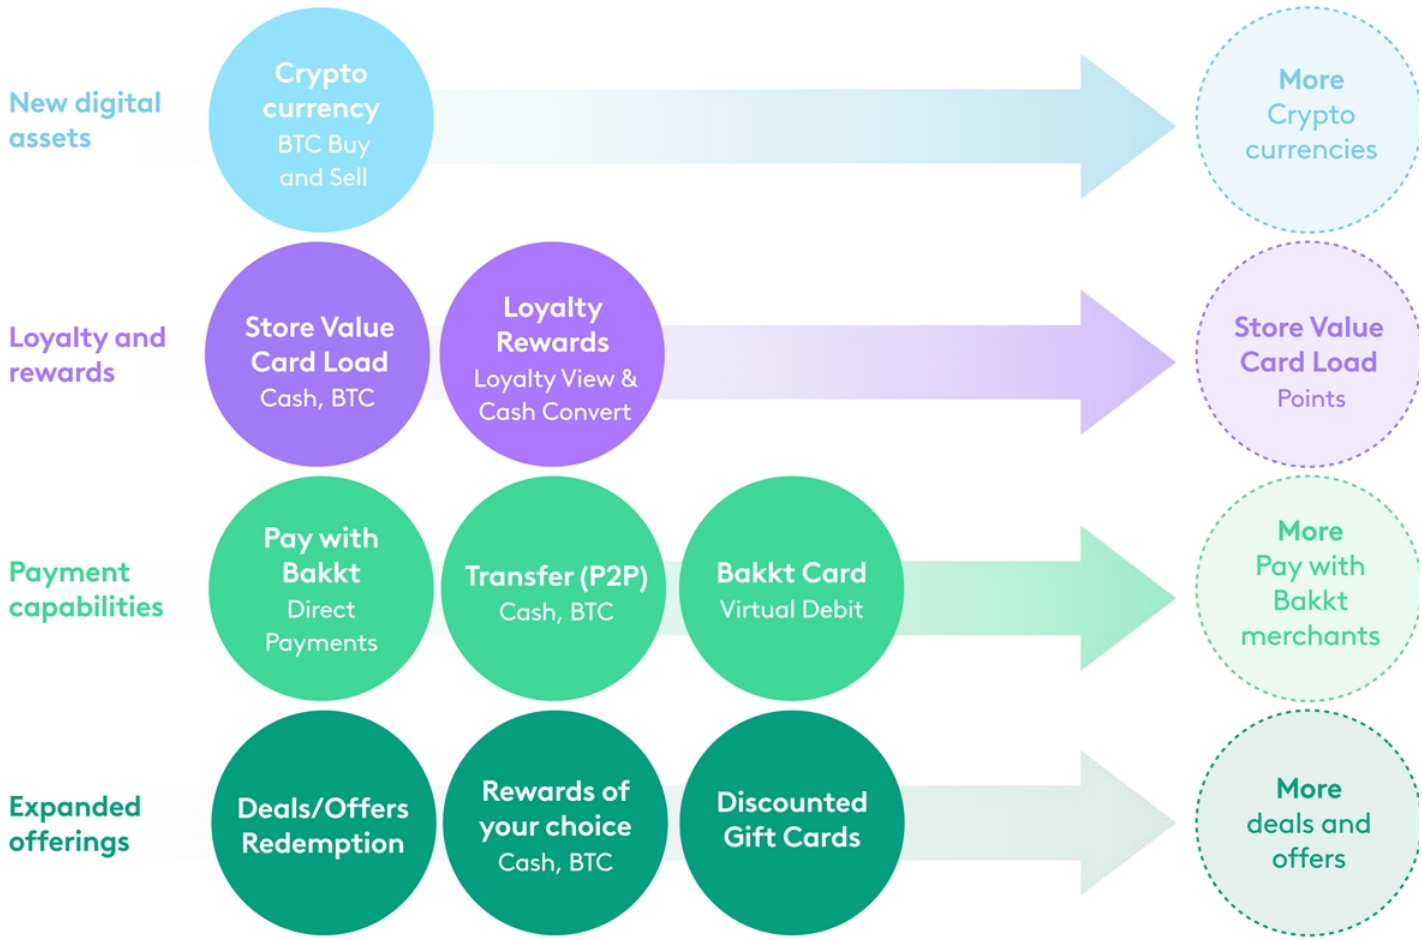 New digital
assets
Crypto
currency
BTC Buy
and Sell
More
Crypto
currencies
Loyalty and
rewards
Store Value
Card Load
Cash, BTC
Loyalty
Rewards
Loyalty View &
Cash Convert
Store Value
Card Load
Points
Payment
capabilities
Pay with
Bakkt
Direct
Payments
Transfer (P2P)
Cash, BTC
Bakkt Card
Virtual Debit
More
Pay with
Bakkt
merchants
Expanded
offerings
Deals/Offers
Redemption
Rewards of
your choice
Cash, BTC
Discounted
Gift Cards
More
deals and
offers